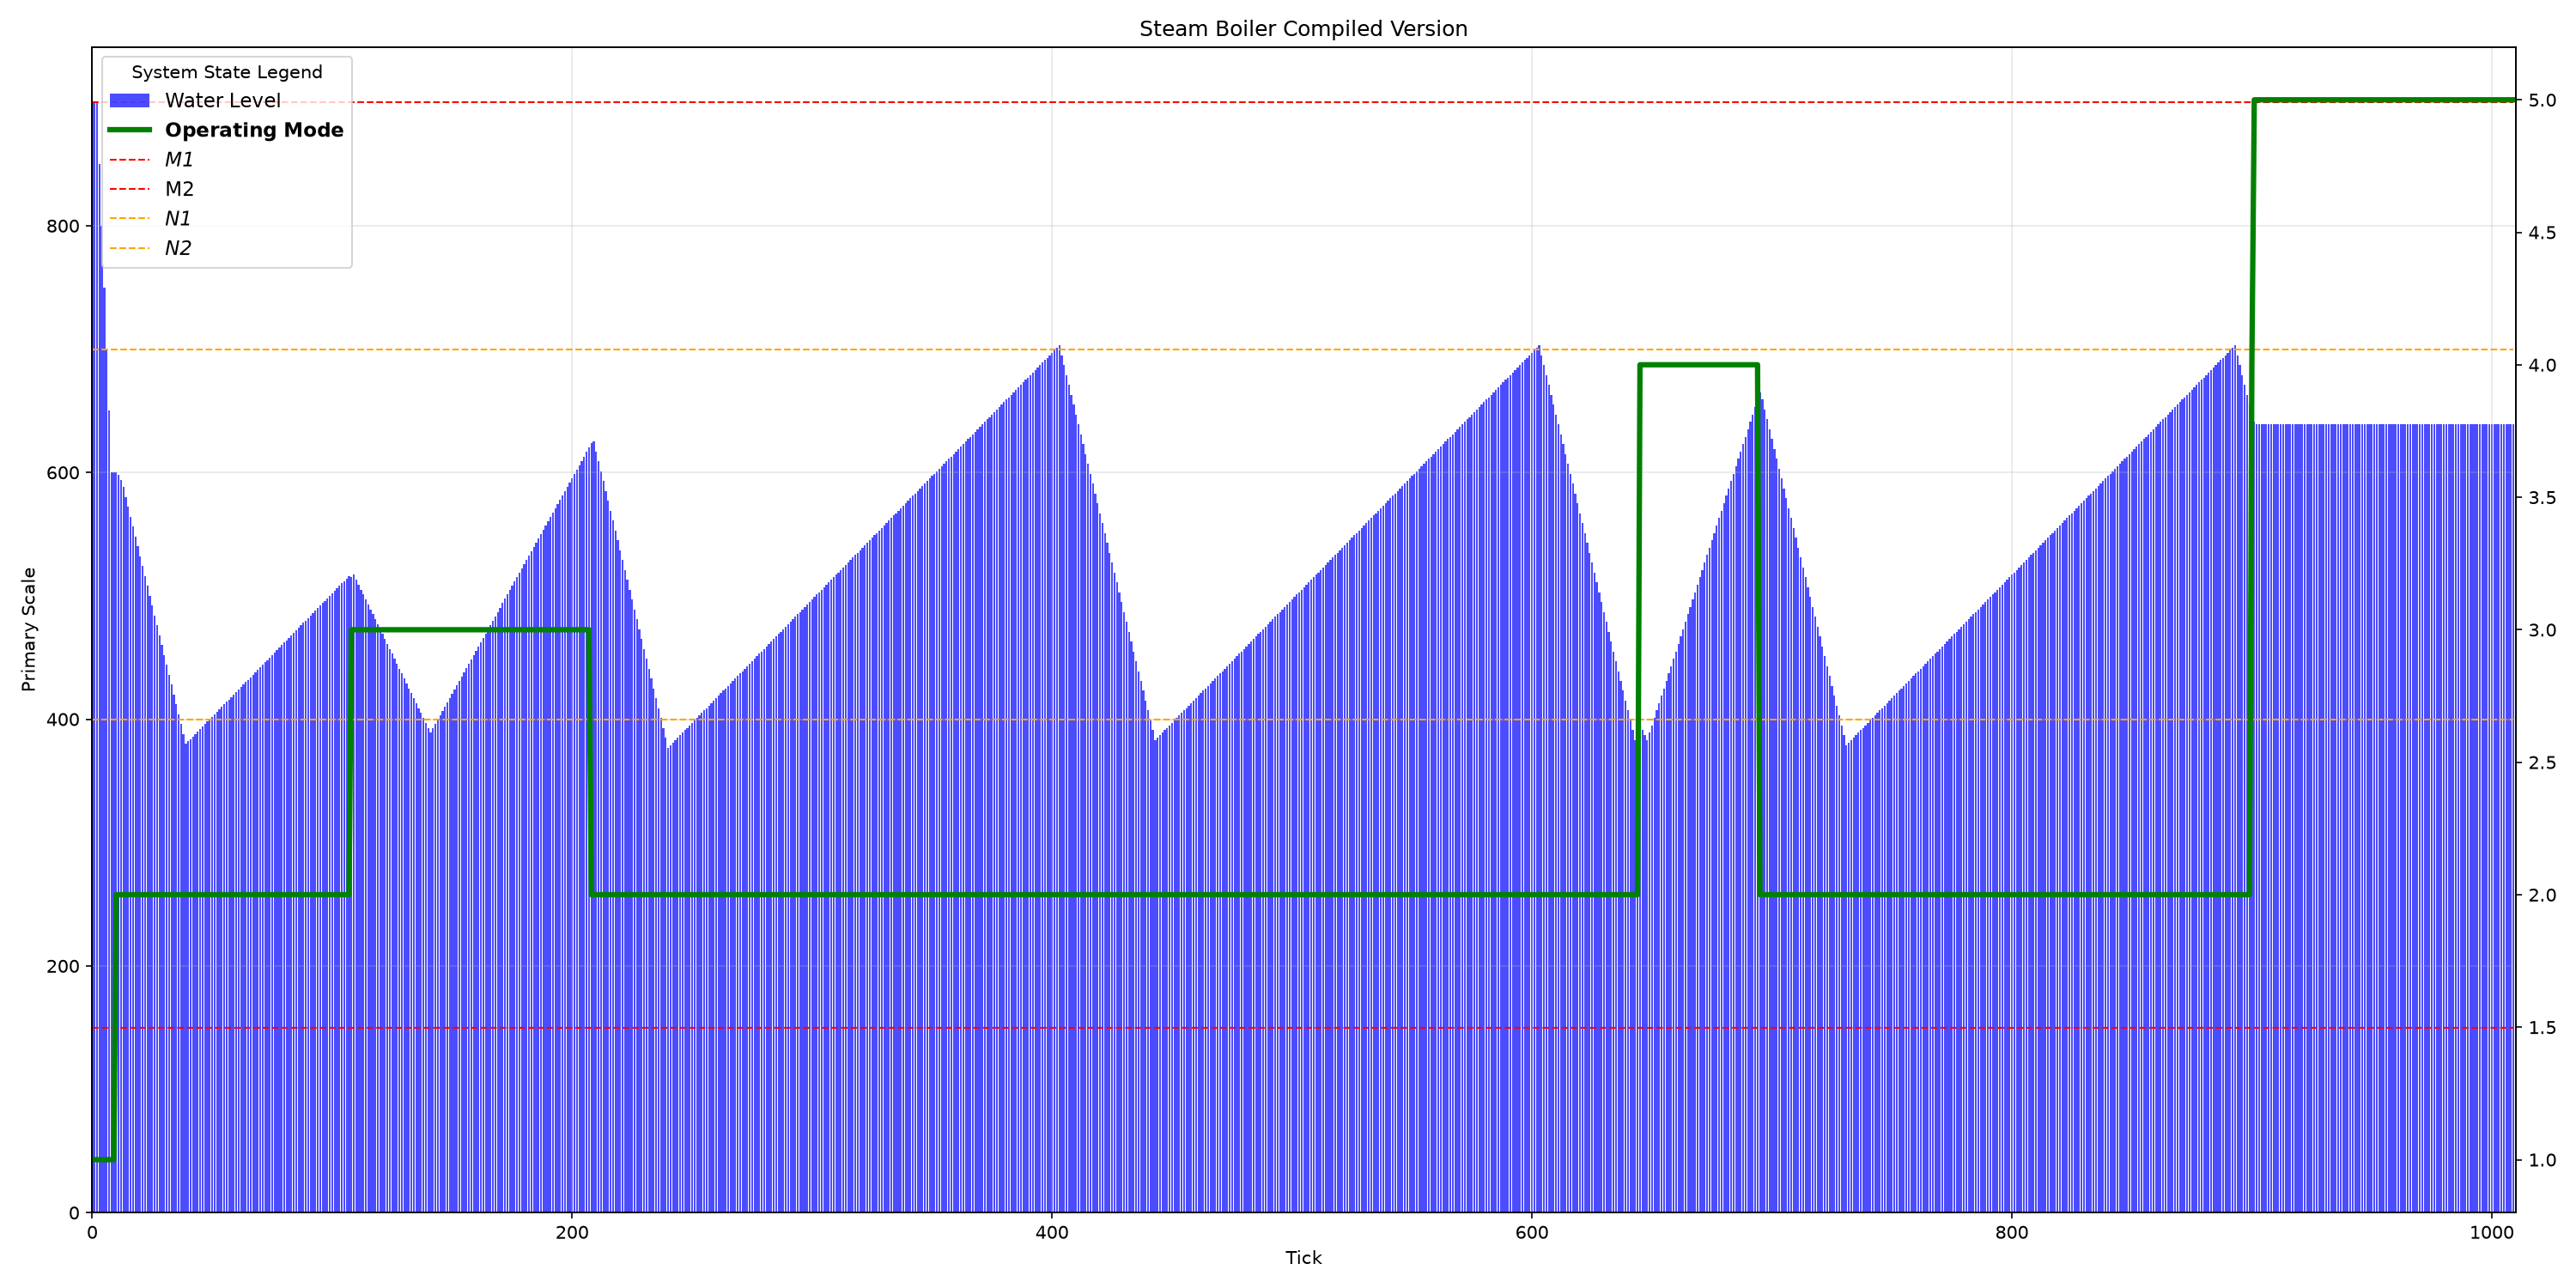 Steam Boiler Compiled Version
System State Legend
Water Level
Operating Mode
M1
M2
N1
N2
Primary Scale
800
600
400
200
0
5.0
4.5
4.0
3.5
3.0
2.5
2.0
1.5
1.0
0 200 400 600 800 1000
Tick